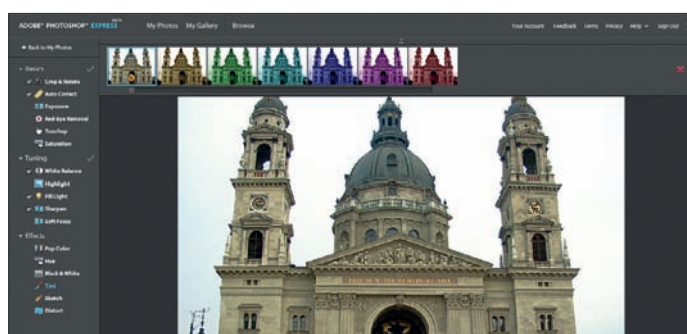 ADOBE® PHOTOSHOP® EXPRESS BETA
My Photos My Gallery Browse
Your Account Feedback Terms Privacy Help Sign Out
Back to My Photos
Basics
Crop & Rotate
Auto Correct
Exposure
Red-Eye Removal
Touchup
Saturation
Tuning
White Balance
Highlight
Fill Light
Sharpen
Soft Focus
Effects
Pop Color
Hue
Black & White
Tint
Sketch
Distort